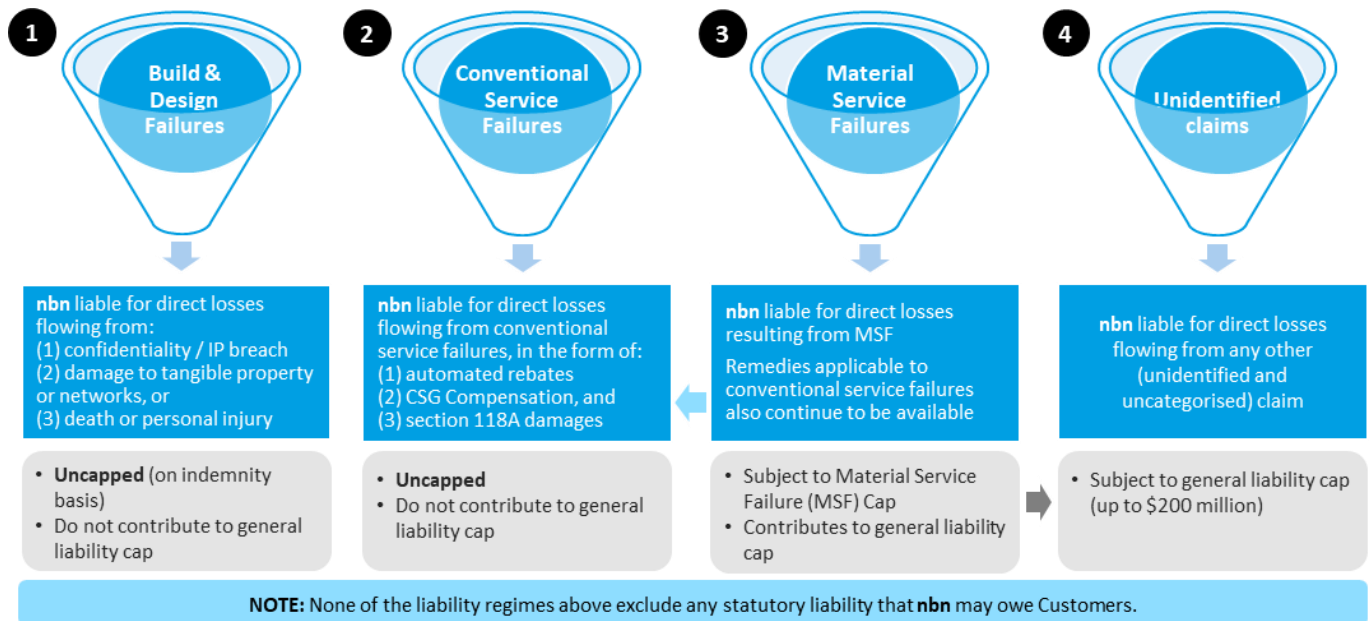 1
Build &
Design
Failures
nbn liable for direct losses
flowing from:
(1) confidentiality / IP breach
(2) damage to tangible property
or networks, or
(3) death or personal injury
• Uncapped (on indemnity
basis)
• Do not contribute to general
liability cap
2
Conventional
Service
Failures
nbn liable for direct losses
flowing from conventional
service failures, in the form of:
(1) automated rebates
(2) CSG Compensation, and
(3) section 118A damages
• Uncapped
• Do not contribute to general
liability cap
3
Material
Service
Failures
nbn liable for direct losses
resulting from MSF
Remedies applicable to
conventional service failures
also continue to be available
• Subject to Material Service
Failure (MSF) Cap
• Contributes to general liability
cap
4
Unidentified
claims
nbn liable for direct losses
flowing from any other
(unidentified and
uncategorised) claim
• Subject to general liability cap
(up to $200 million)
NOTE: None of the liability regimes above exclude any statutory liability that nbn may owe Customers.